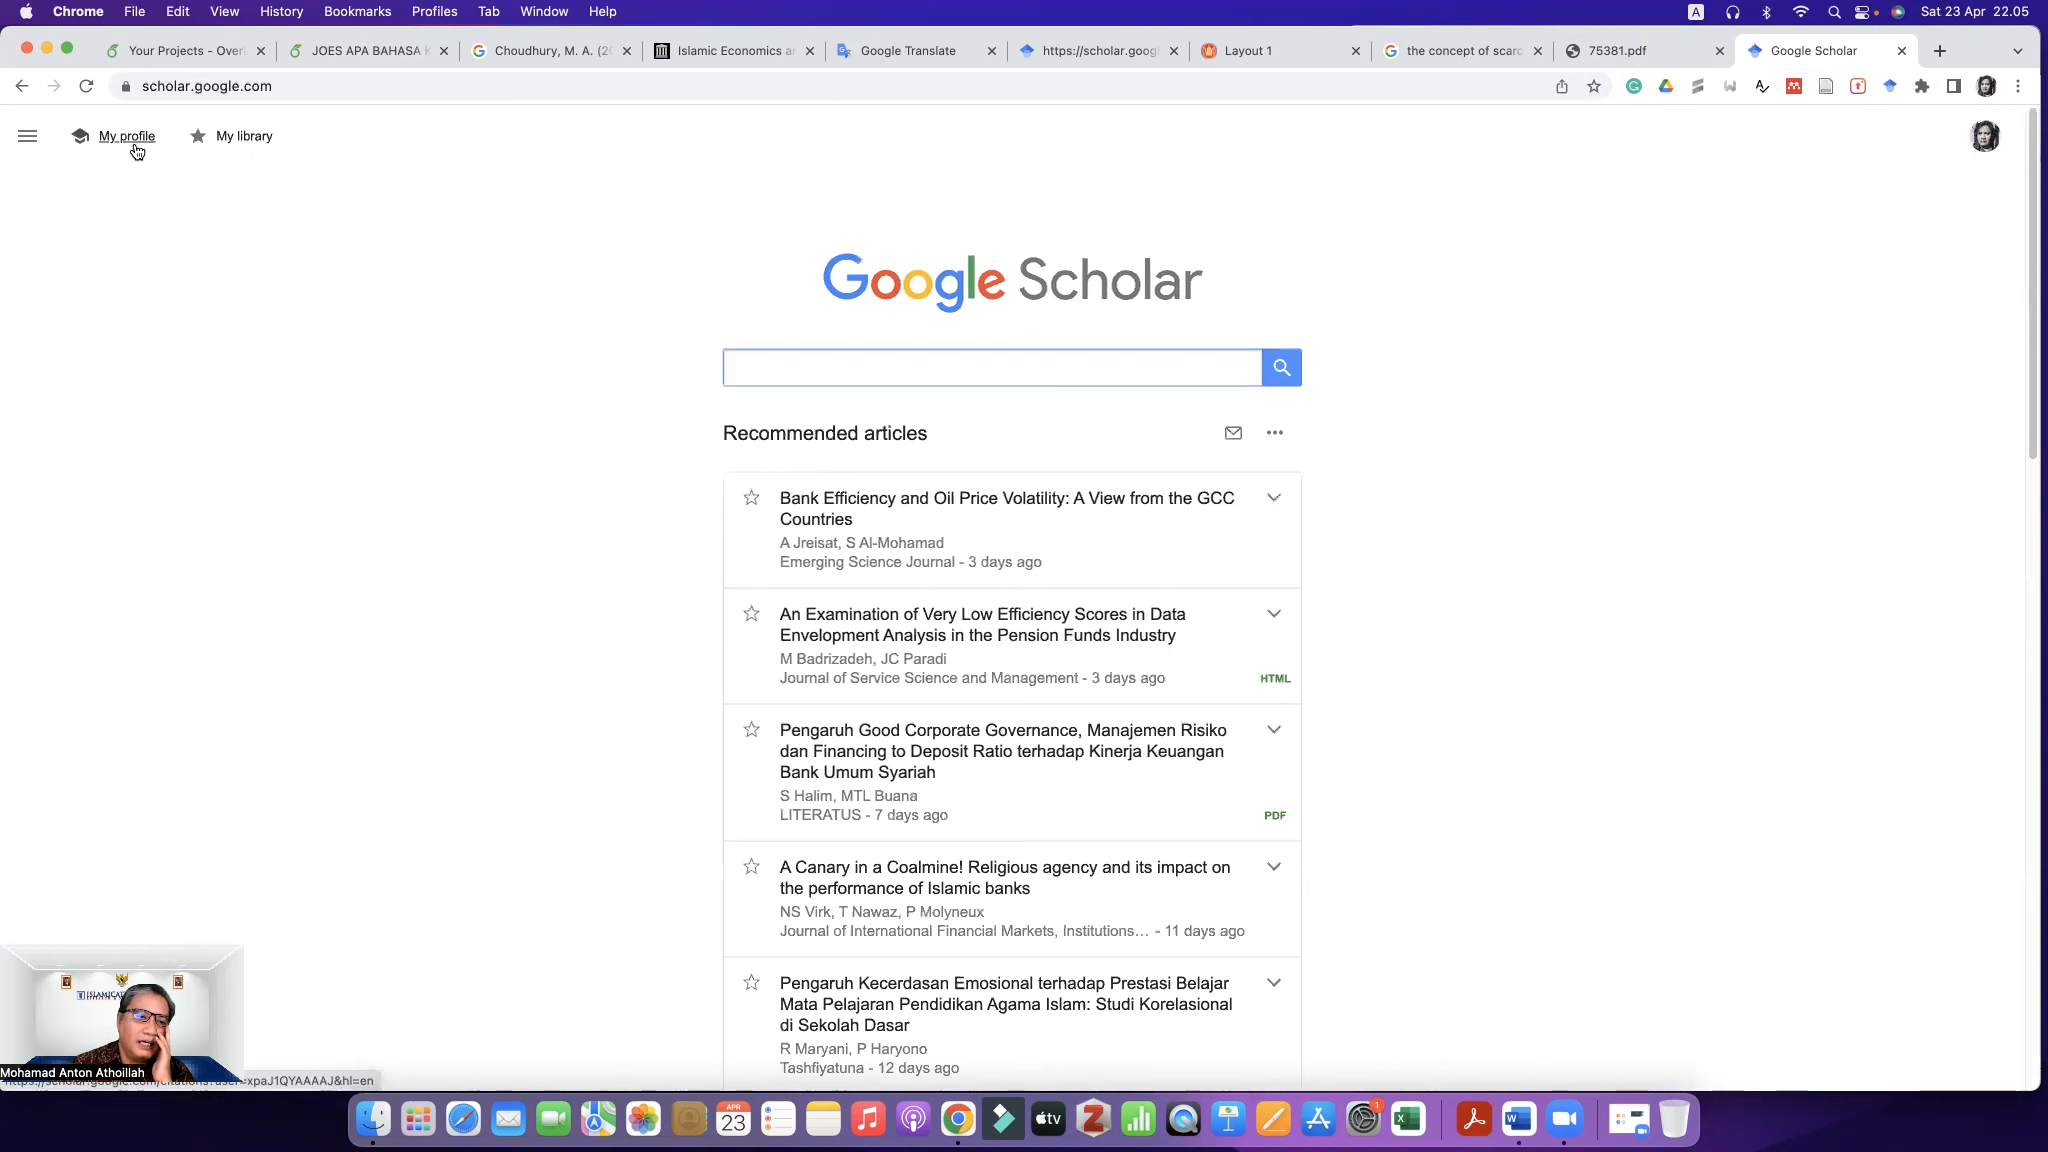 Chrome File Edit View History Bookmarks Profiles Tab Window Help A Sat 23 Apr 22.05
Your Projects - Over JOES APA BAHASA Choudhury, M. A. (2 Islamic Economics a Google Translate https://scholar.goog Layout 1 the concept of scarc 75381.pdf Google Scholar
scholar.google.com
My profile My library
Google Scholar
Recommended articles
Bank Efficiency and Oil Price Volatility: A View from the GCC
Countries
A Jreisat, S Al-Mohamad
Emerging Science Journal - 3 days ago
An Examination of Very Low Efficiency Scores in Data
Envelopment Analysis in the Pension Funds Industry
M Badrizadeh, JC Paradi
Journal of Service Science and Management - 3 days ago
HTML
Pengaruh Good Corporate Governance, Manajemen Risiko
dan Financing to Deposit Ratio terhadap Kinerja Keuangan
Bank Umum Syariah
S Halim, MTL Buana
LITERATUS - 7 days ago
PDF
A Canary in a Coalmine! Religious agency and its impact on
the performance of Islamic banks
NS Virk, T Nawaz, P Molyneux
Journal of International Financial Markets, Institutions… - 11 days ago
Pengaruh Kecerdasan Emosional terhadap Prestasi Belajar
Mata Pelajaran Pendidikan Agama Islam: Studi Korelasional
di Sekolah Dasar
R Maryani, P Haryono
Tashfiyatuna - 12 days ago
Mohamad Anton Athoillah
=xpaJ1QYAAAAJ&hl=en
APR
23
tv
1